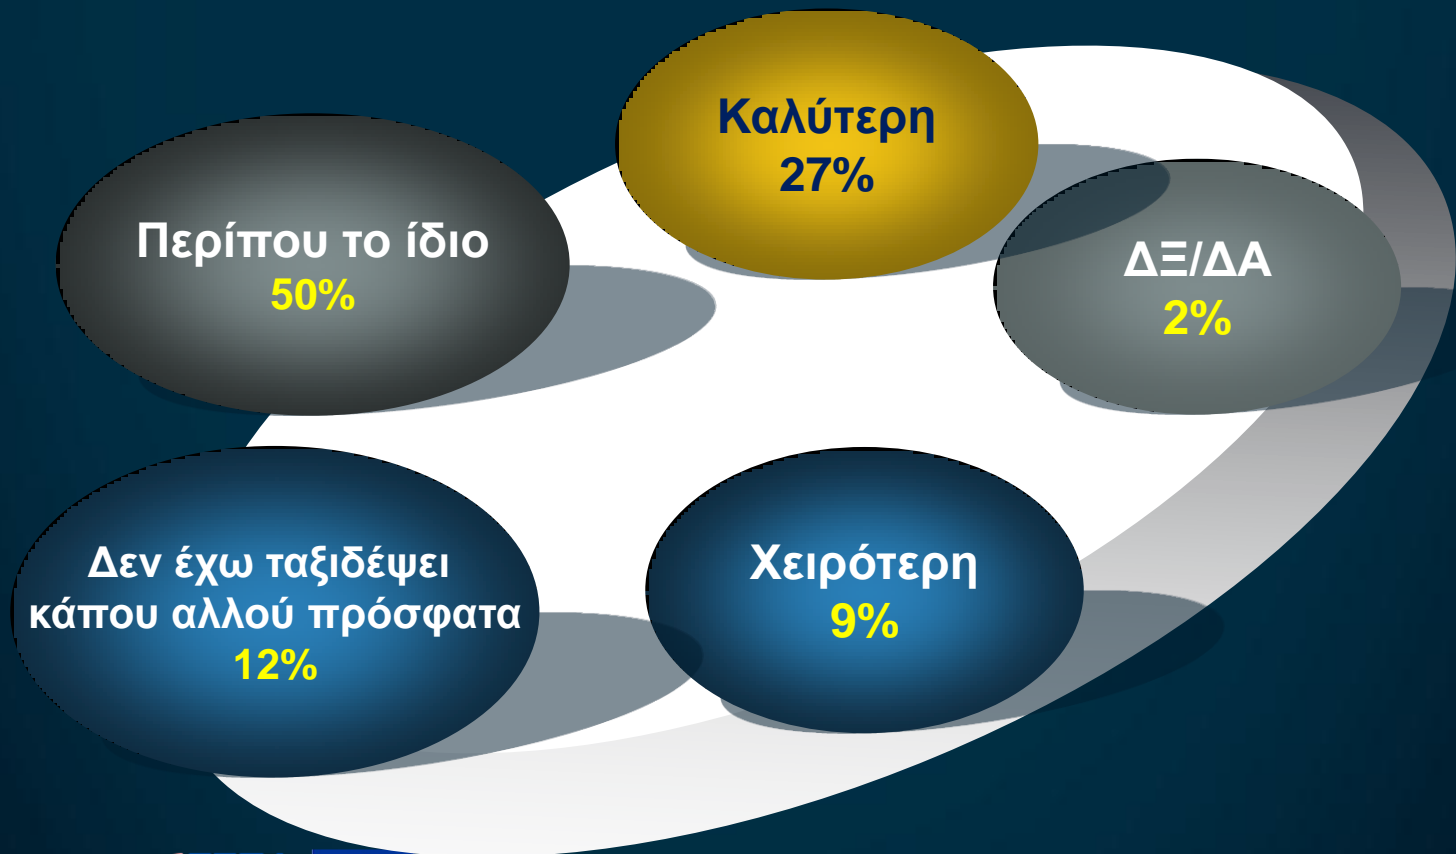 Καλύτερη
27%
Περίπου το ίδιο
50%
ΔΞ/ΔΑ
2%
Δεν έχω ταξιδέψει
κάπου αλλού πρόσφατα
12%
Χειρότερη
9%